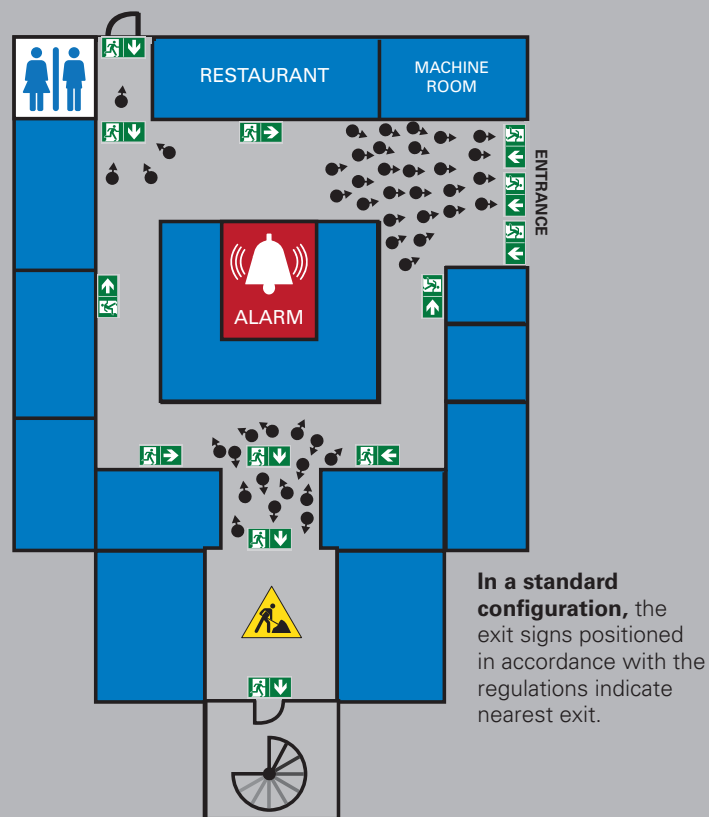 RESTAURANT
MACHINE
ROOM
ENTRANCE
ALARM
In a standard
configuration, the
exit signs positioned
in accordance with the
regulations indicate
nearest exit.